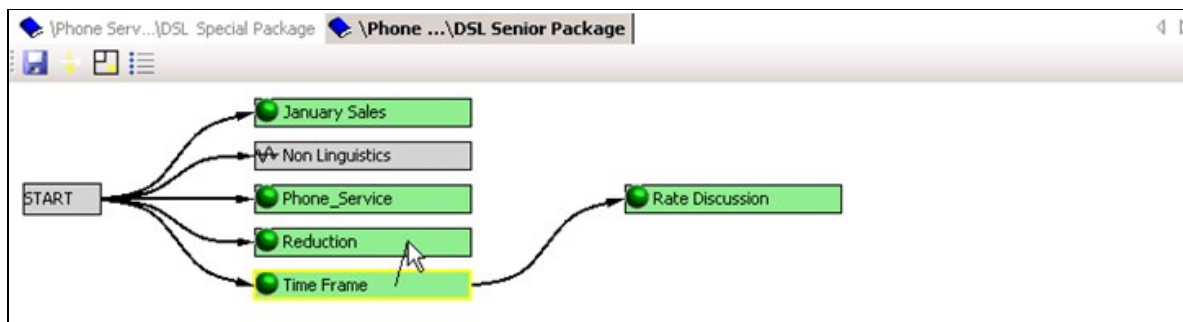 \Phone Serv...\DSL Special Package \Phone ...\DSL Senior Package
January Sales
Non Linguistics
START
Phone_Service
Rate Discussion
Reduction
Time Frame